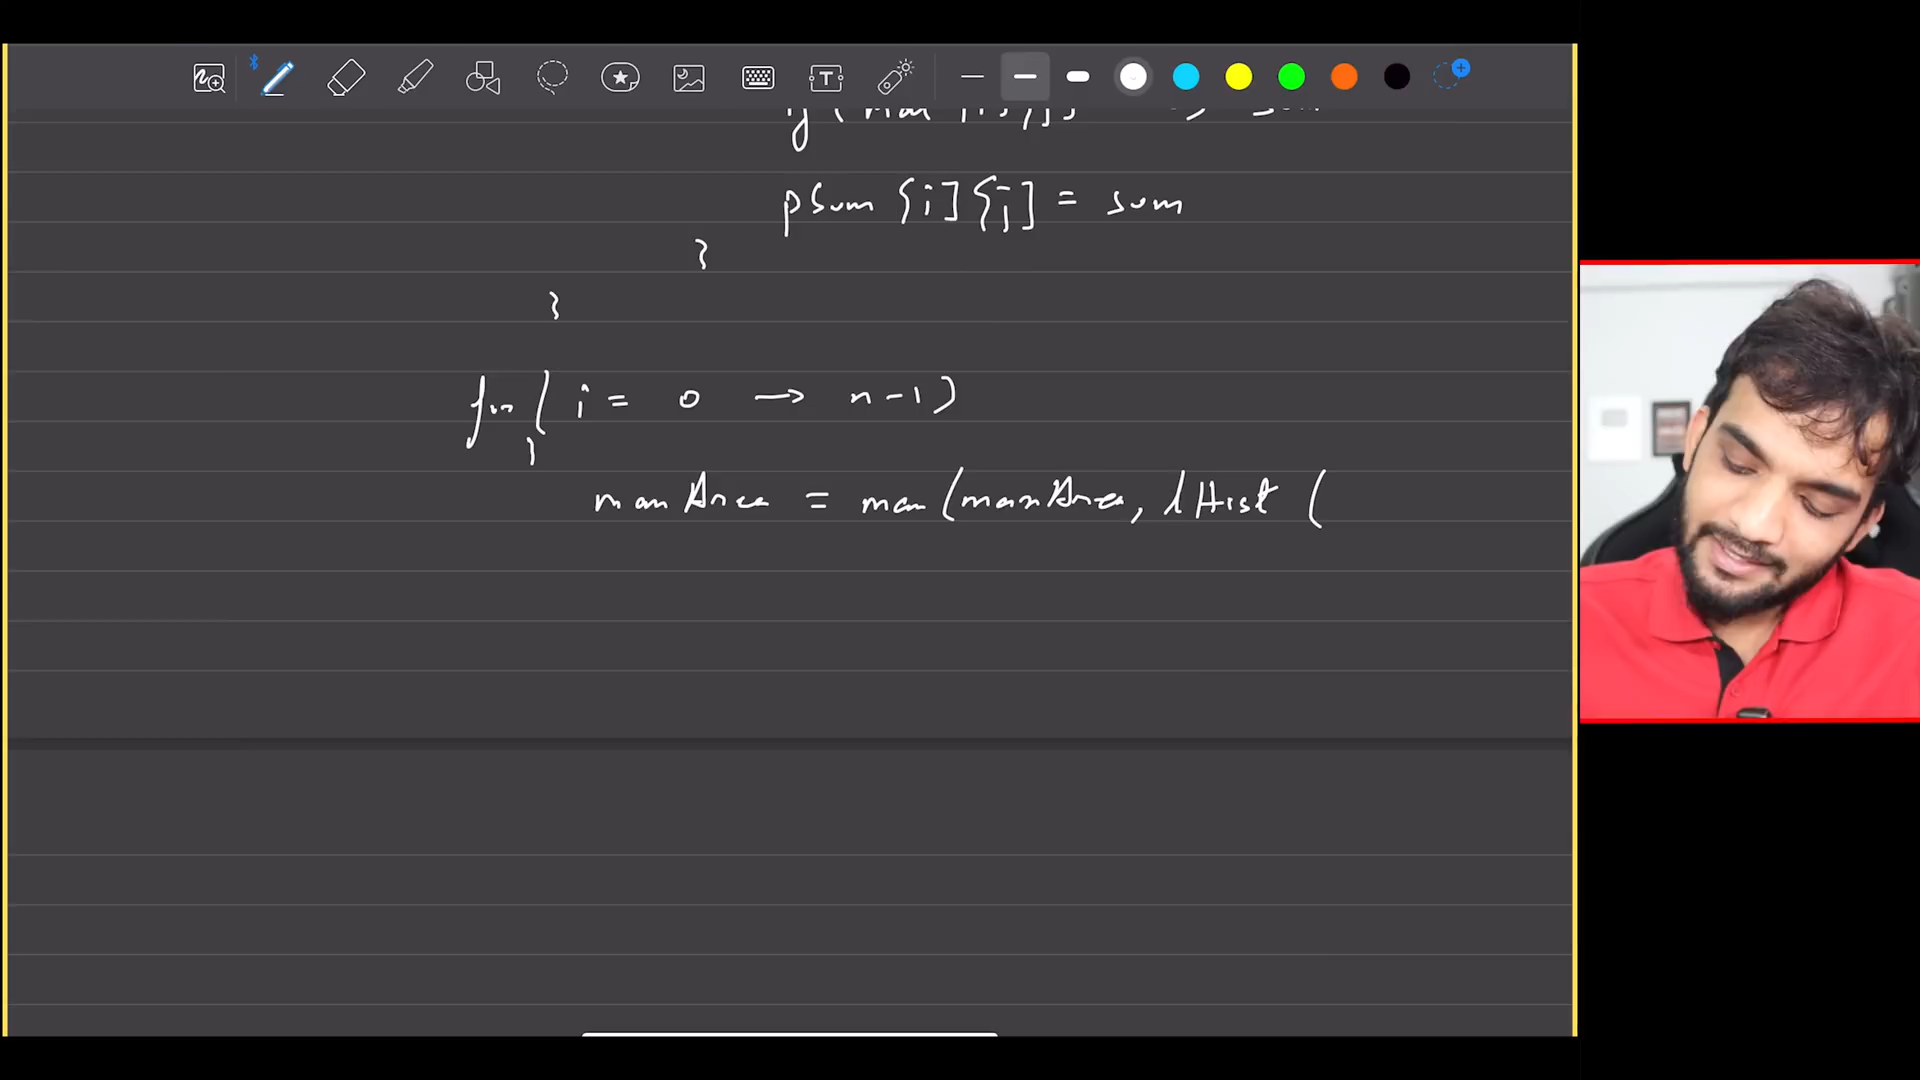 pSum [i][j] = sum
}
}
for( i = 0 → n-1)
{
maxArea = max(maxArea, lHist (